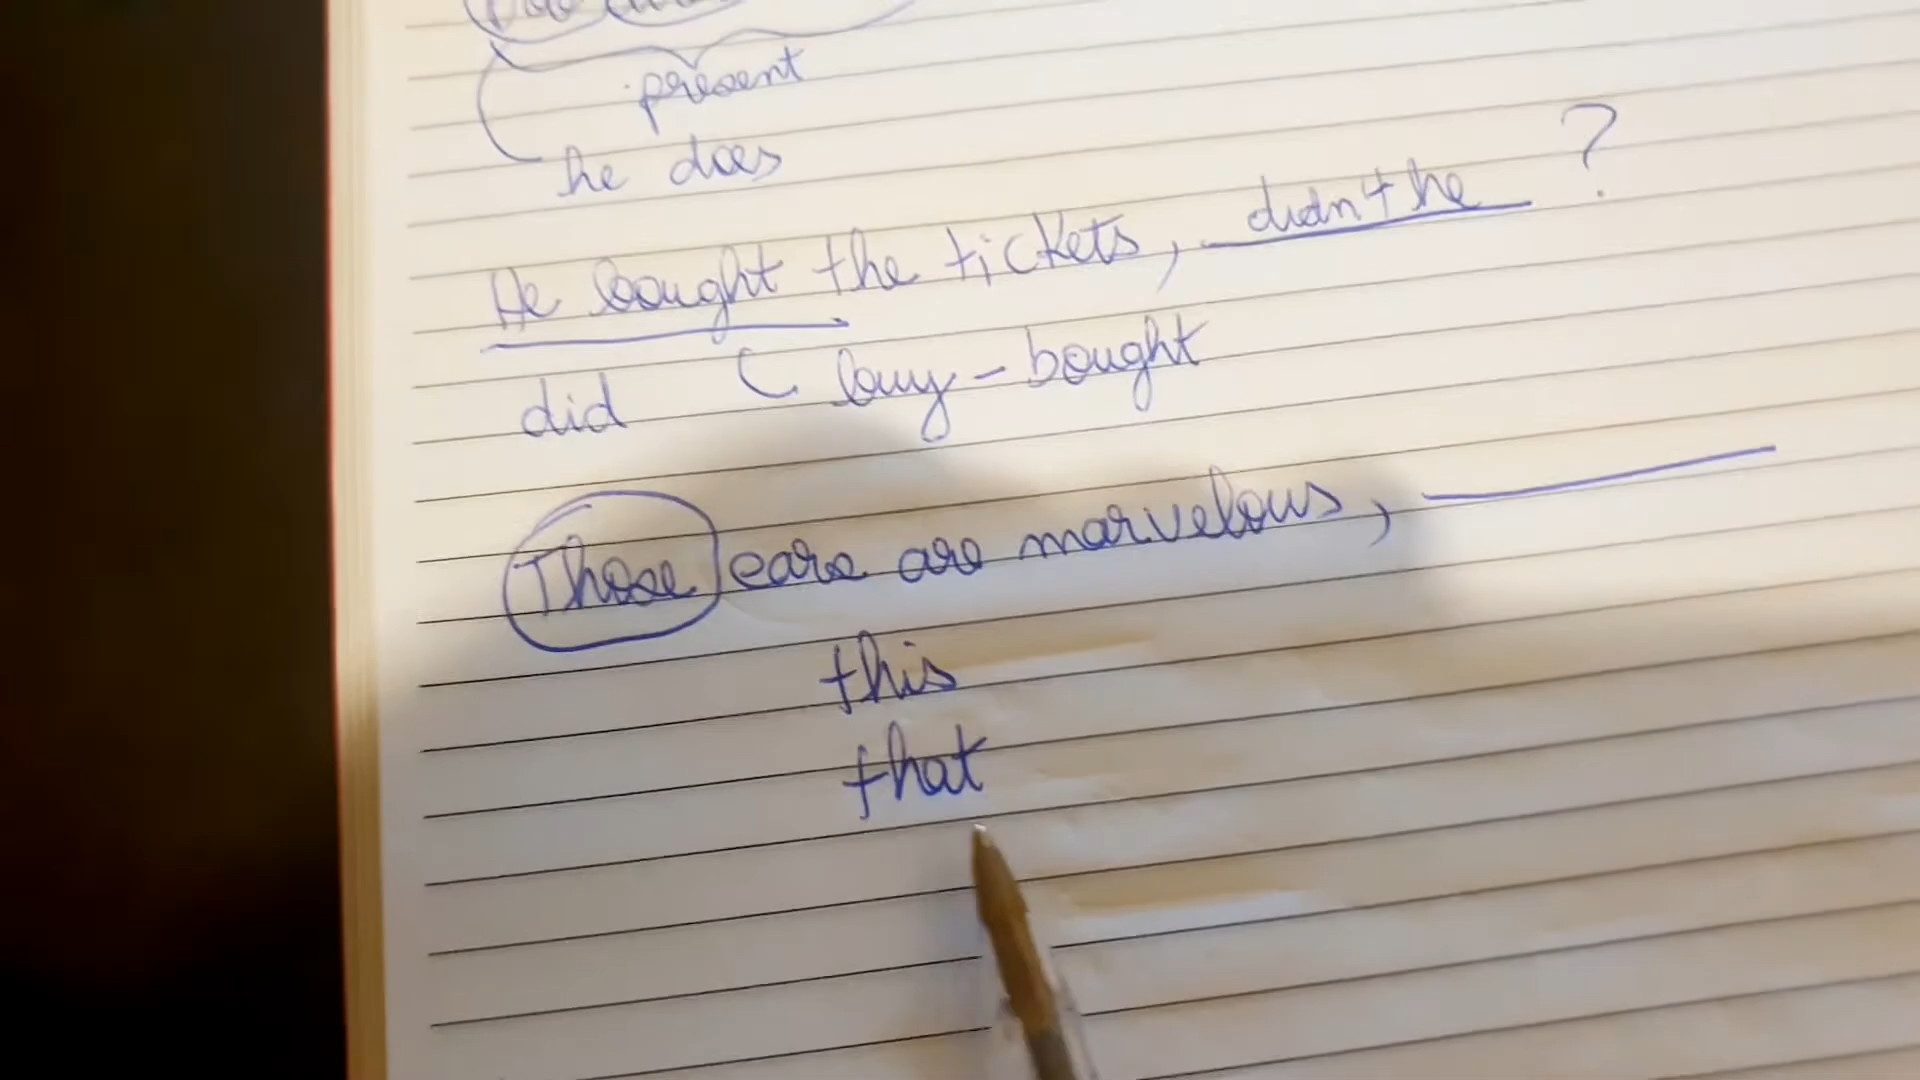 present
he does
He bought the tickets, didn't he ?
did buy - bought
Those cars are marvelous,
this
that